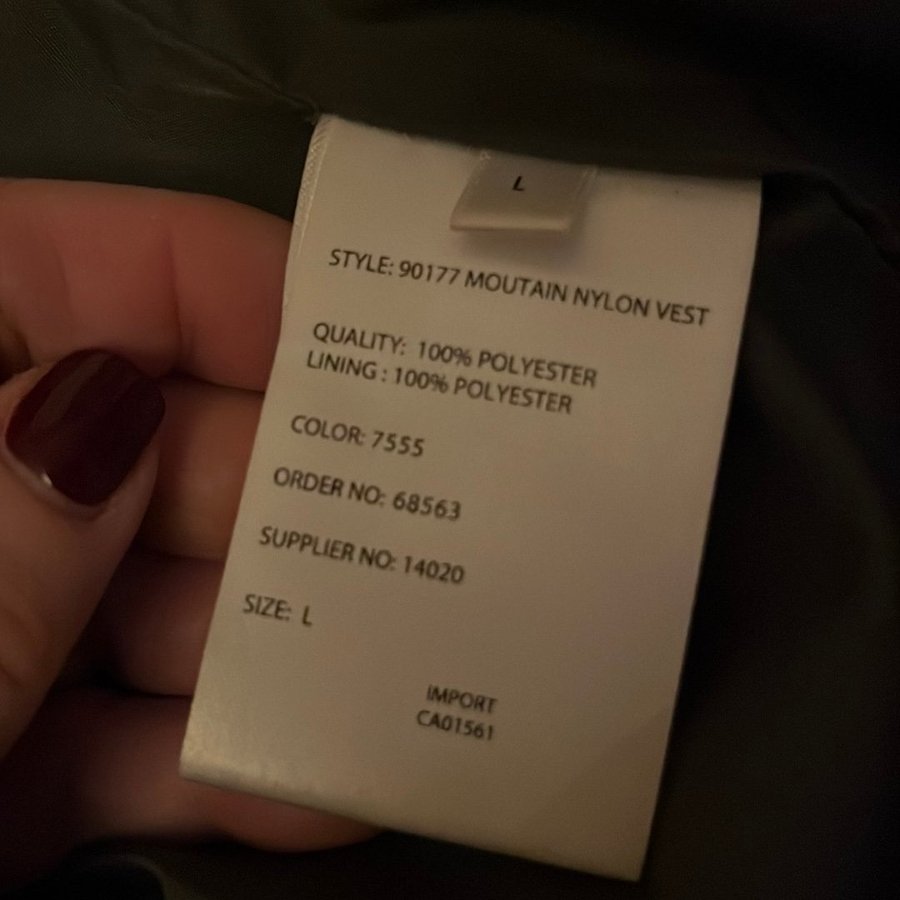 L
STYLE: 90177 MOUTAIN NYLON VEST
QUALITY: 100% POLYESTER
LINING : 100% POLYESTER
COLOR: 7555
ORDER NO: 68563
SUPPLIER NO: 14020
SIZE: L
IMPORT
CA01561